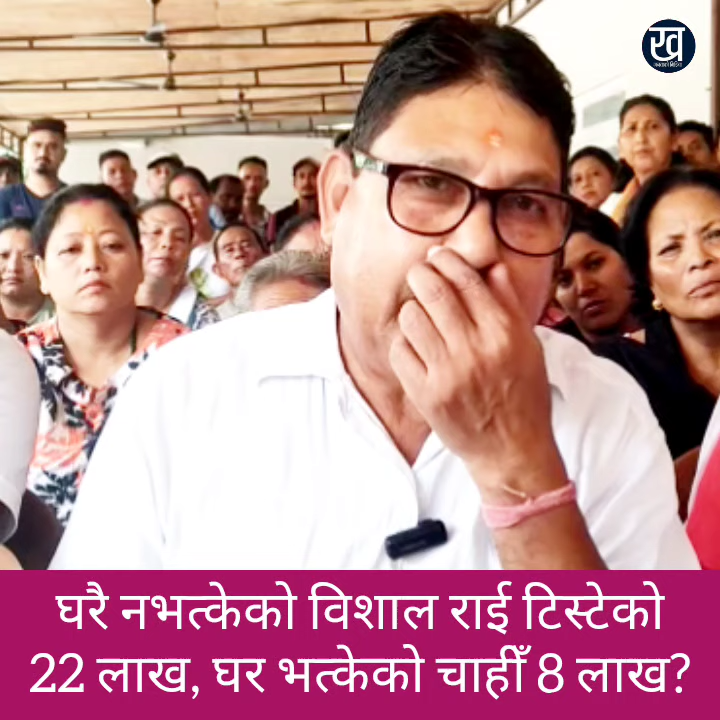 ख
घरै नभत्केको विशाल राई टिस्टेको
22 लाख, घर भत्केको चाहीँ 8 लाख?